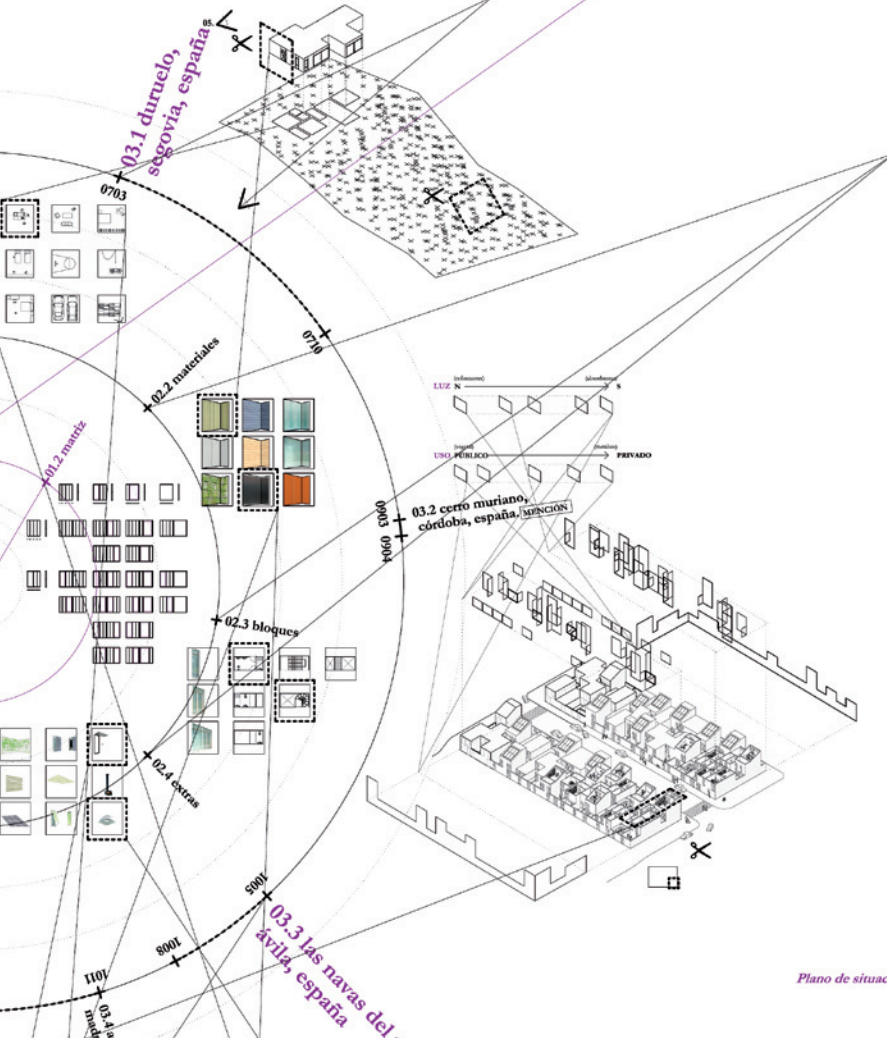 05.
03.1 duruelo,
segovia, españa
0703
0710
02.2 materiales
LUZ N S
USO PÚBLICO PRIVADO
01.2 matriz
0903
0904
03.2 cerro muriano,
córdoba, españa. MENCIÓN
02.3 bloques
02.4 extras
1005
1008
1011
03.3 las navas del
ávila, españa
03.4
Plano de situac